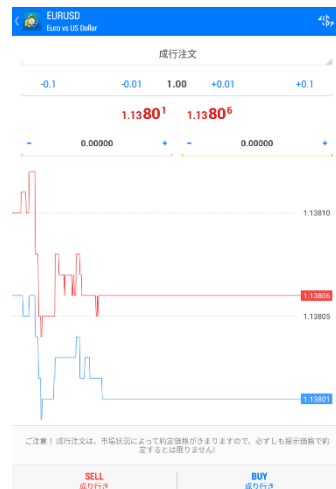 EURUSD
Euro vs US Dollar
成行注文
-0.1 -0.01 1.00 +0.01 +0.1
1.13801 1.13806
- 0.00000 + - 0.00000 +
1.13810
1.13806
1.13805
1.13801
ご注意！ 成行注文は、市場状況によって約定価格がきまりますので、必ずしも提示価格で約
定するとは限りません!
SELL BUY
成り行き 成り行き